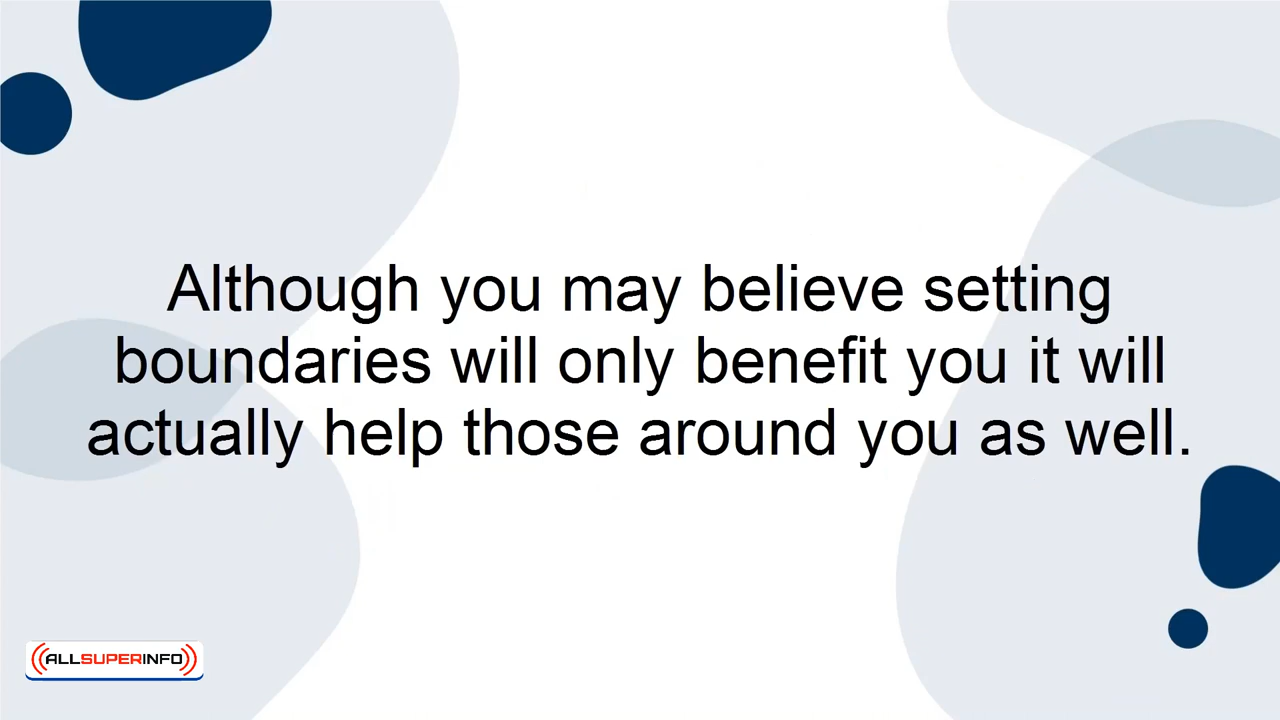 Although you may believe setting
boundaries will only benefit you it will
actually help those around you as well.
ALLSUPERINFO